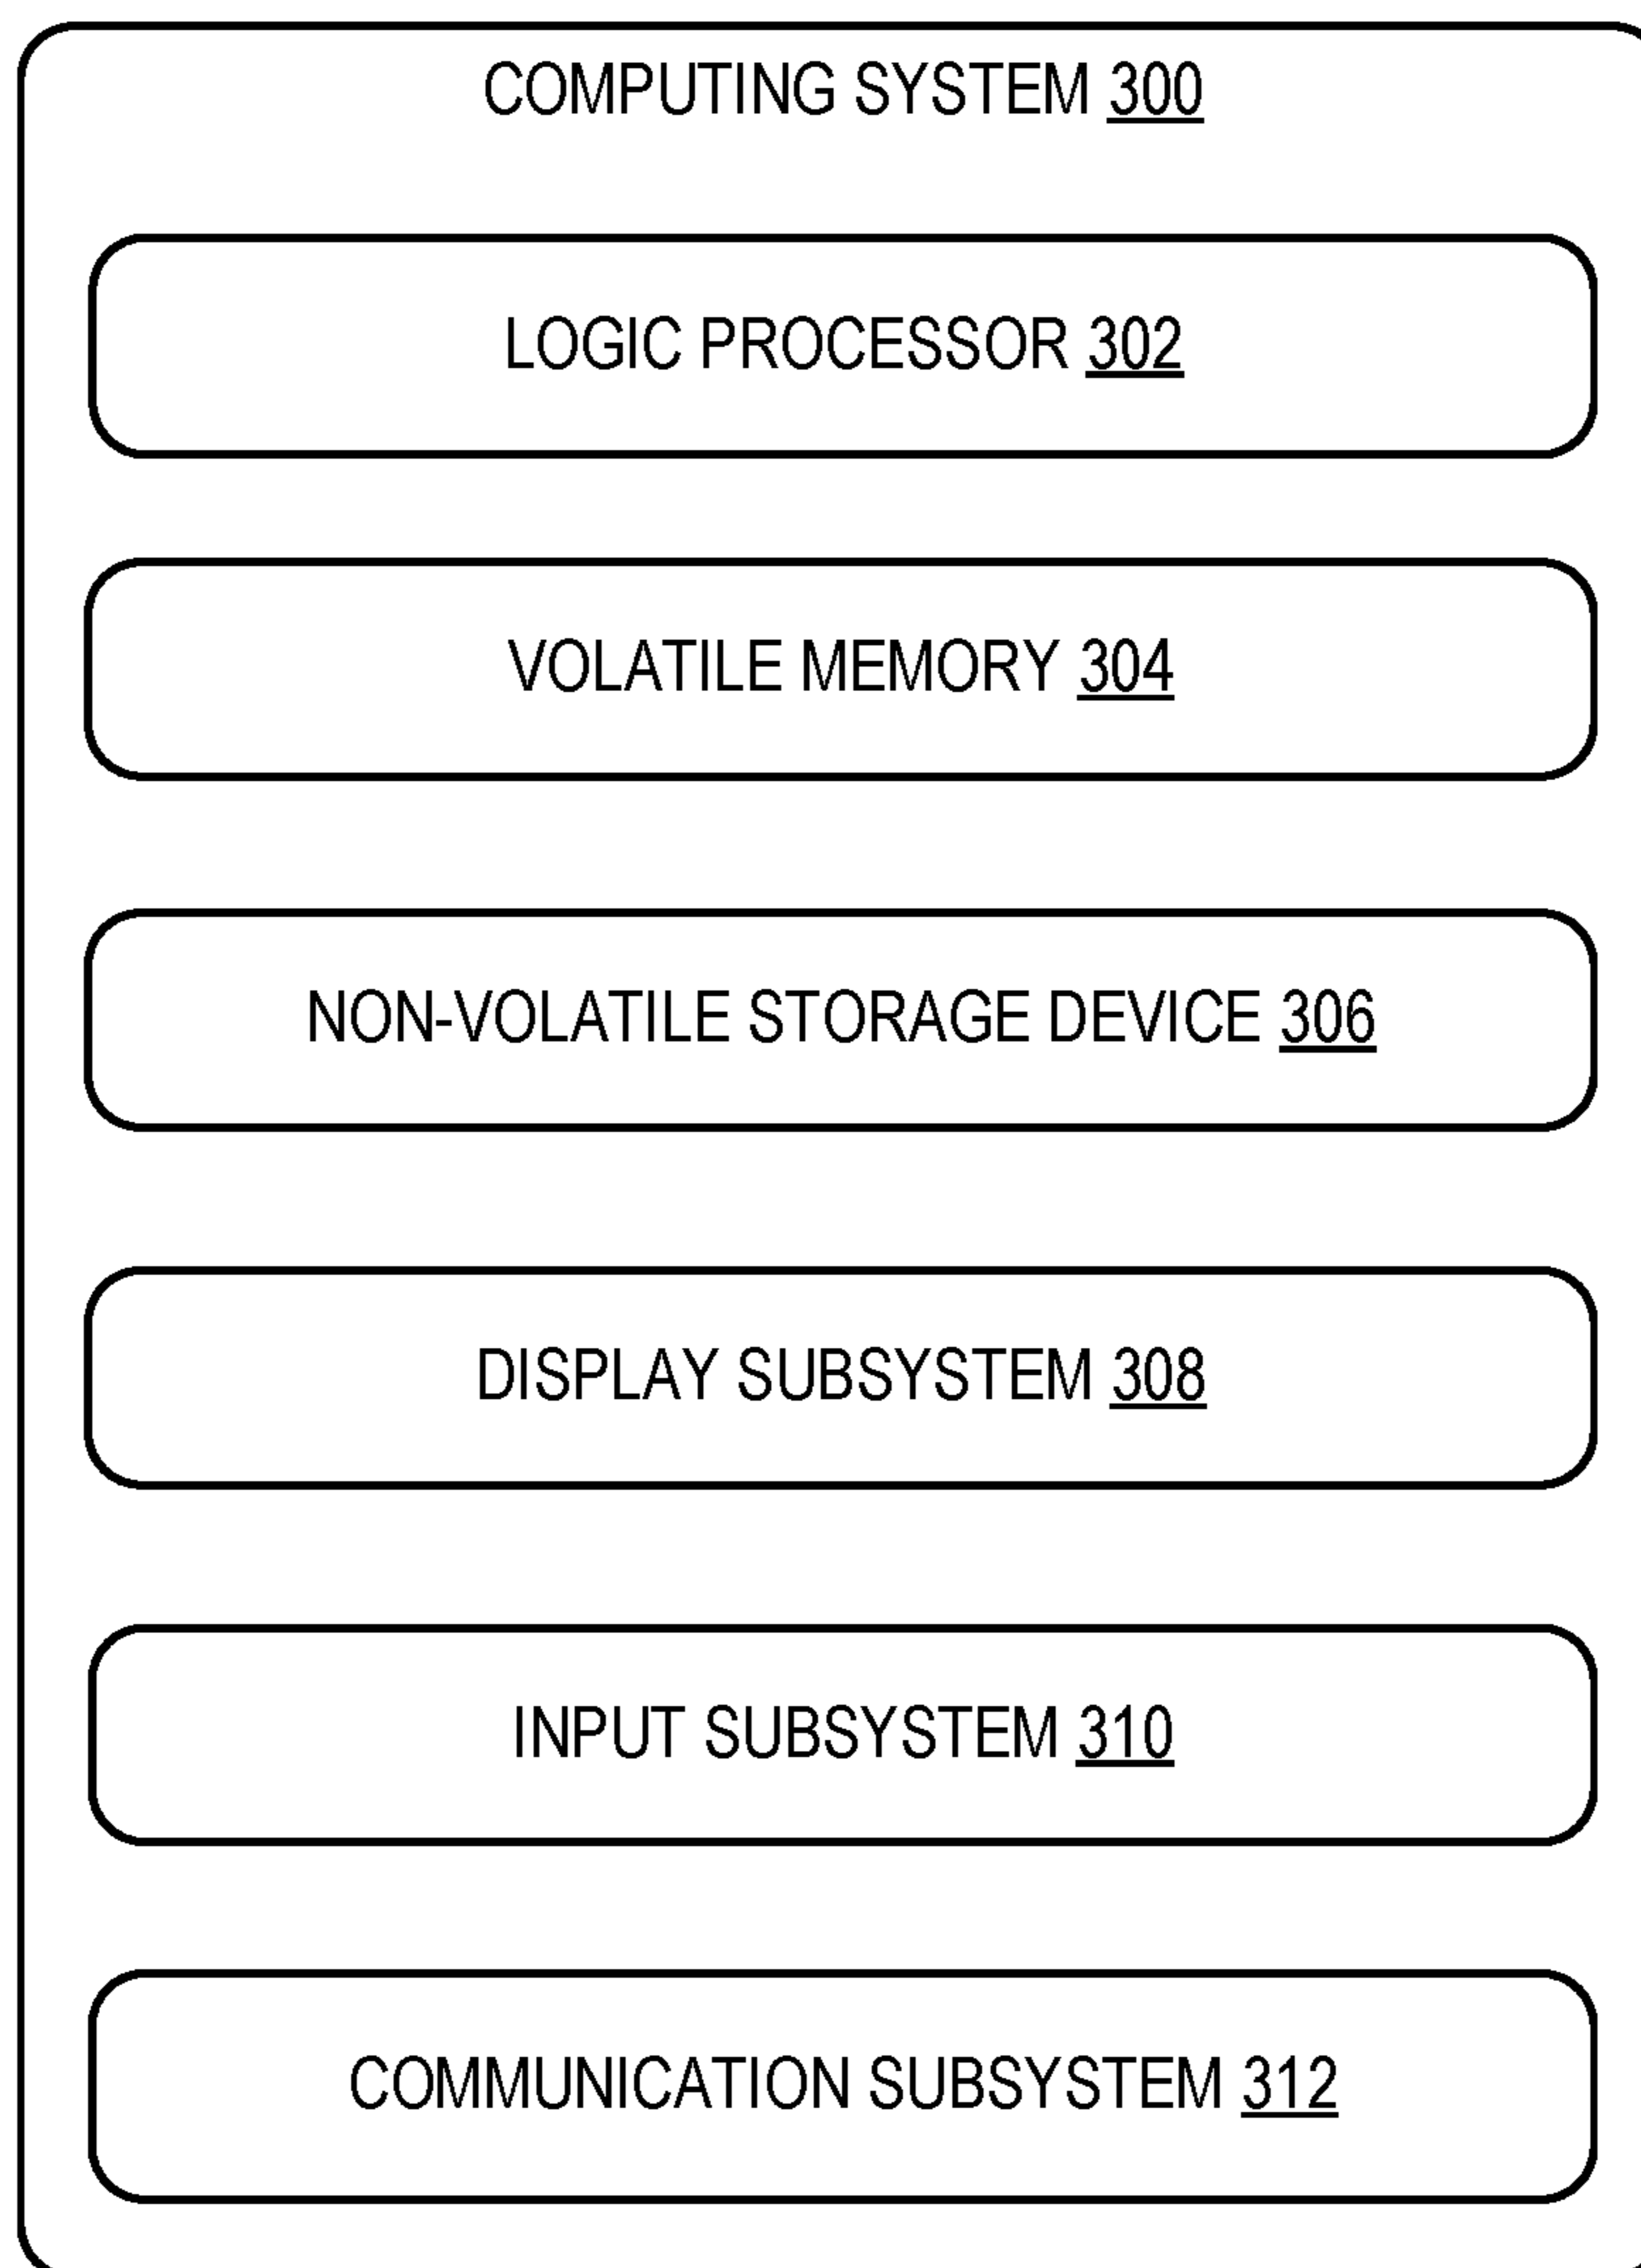 COMPUTING SYSTEM 300
LOGIC PROCESSOR 302
VOLATILE MEMORY 304
NON-VOLATILE STORAGE DEVICE 306
DISPLAY SUBSYSTEM 308
INPUT SUBSYSTEM 310
COMMUNICATION SUBSYSTEM 312